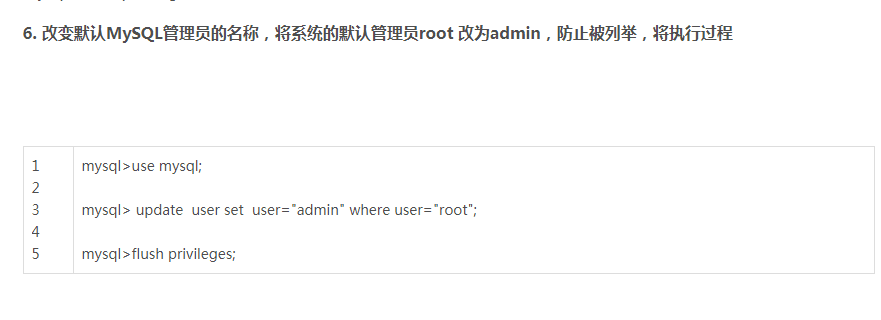 6. 改变默认MySQL管理员的名称，将系统的默认管理员root 改为admin，防止被列举，将执行过程
1 mysql>use mysql;
2
3 mysql> update  user set  user="admin" where user="root";
4
5 mysql>flush privileges;